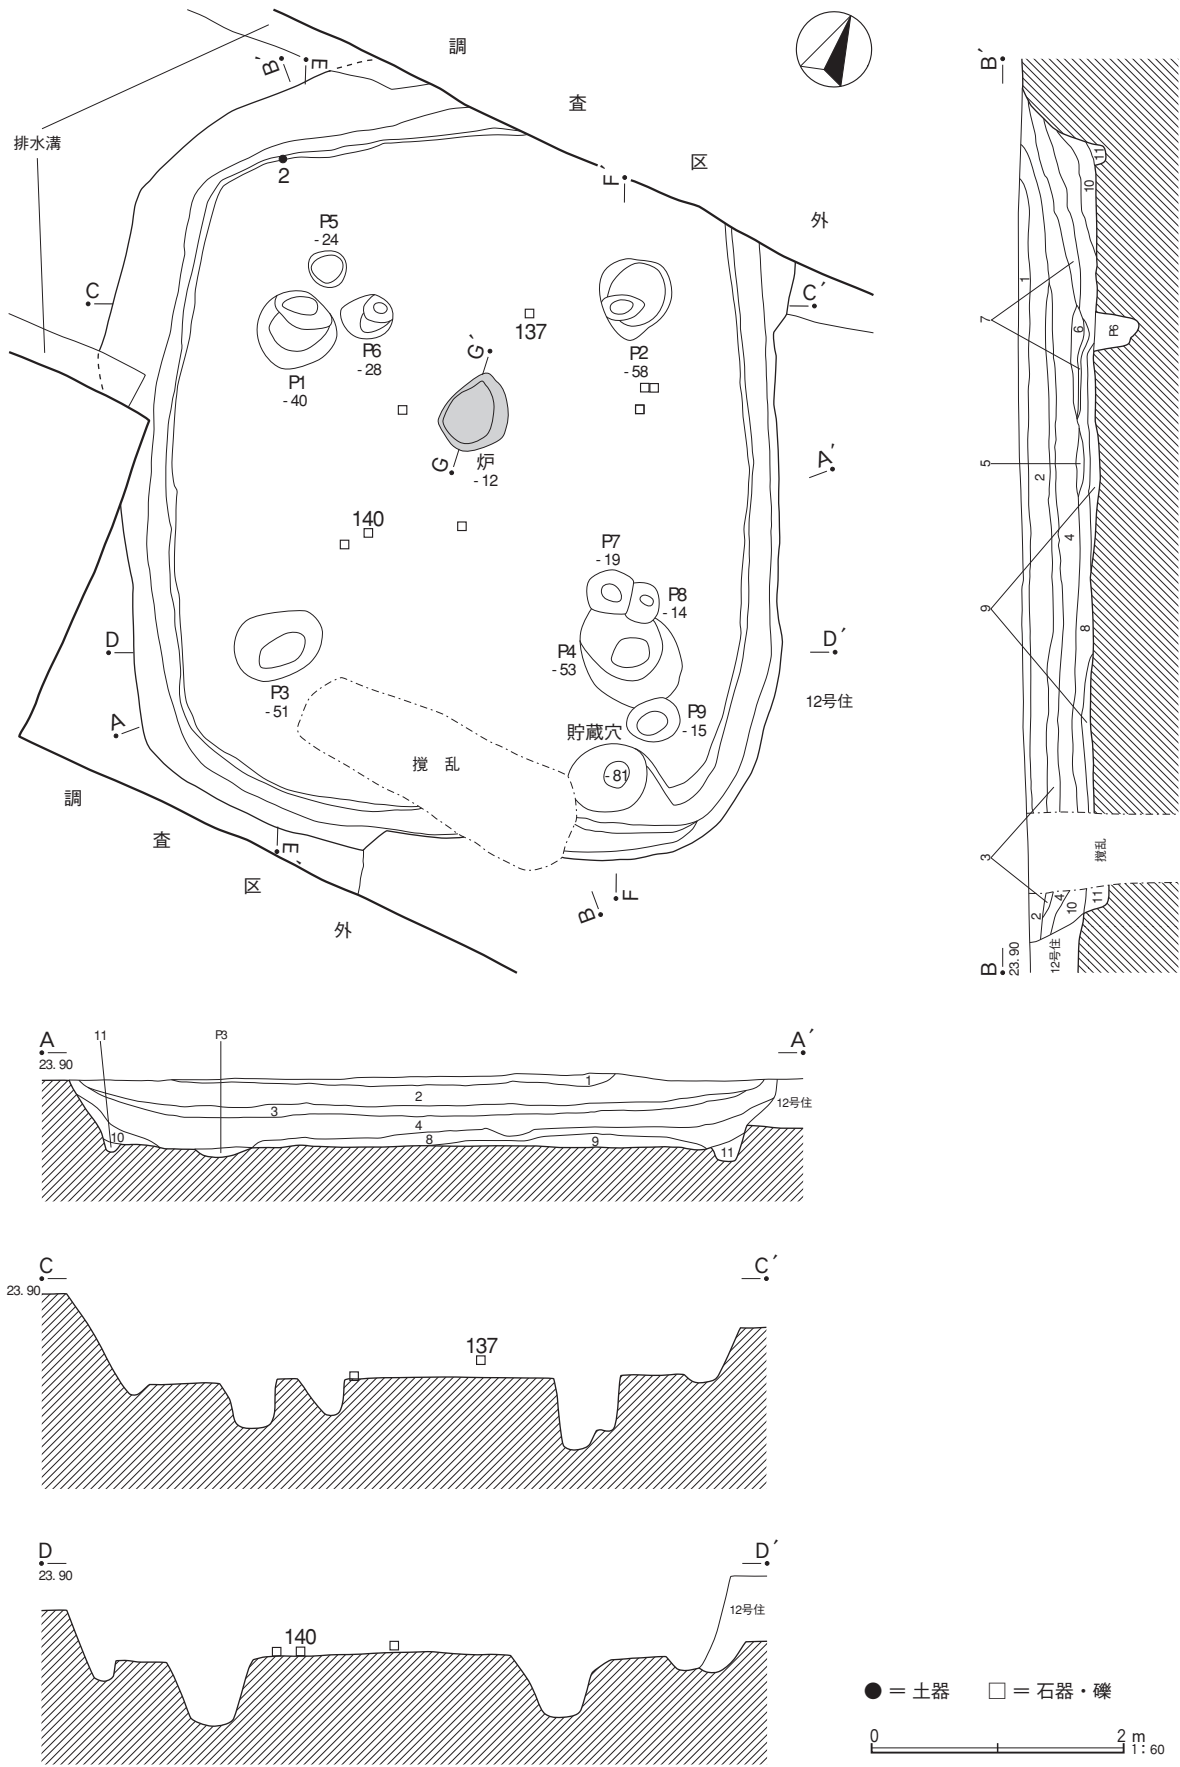 調
査
区
外
排水溝
B′
E
2
F′
P5
-24
P6
-28
P1
-40
137
P2
-58
C
C′
G′
G
炉
-12
A′
140
P7
-19
P8
-14
P4
-53
P9
-15
D
D′
12号住
P3
-51
貯蔵穴
-81
A
撹 乱
調
査
区
外
E′
B
F
B′
11
10
1
7
6
P6
5
2
4
9
8
3
撹乱
2
4
10
11
12号住
B
23.90
A
23.90
11
P3
A′
1
2
3
4
8
9
10
11
12号住
C
23.90
C′
137
D
23.90
D′
140
12号住
● = 土器 □ = 石器・礫
0 2 m
1:60